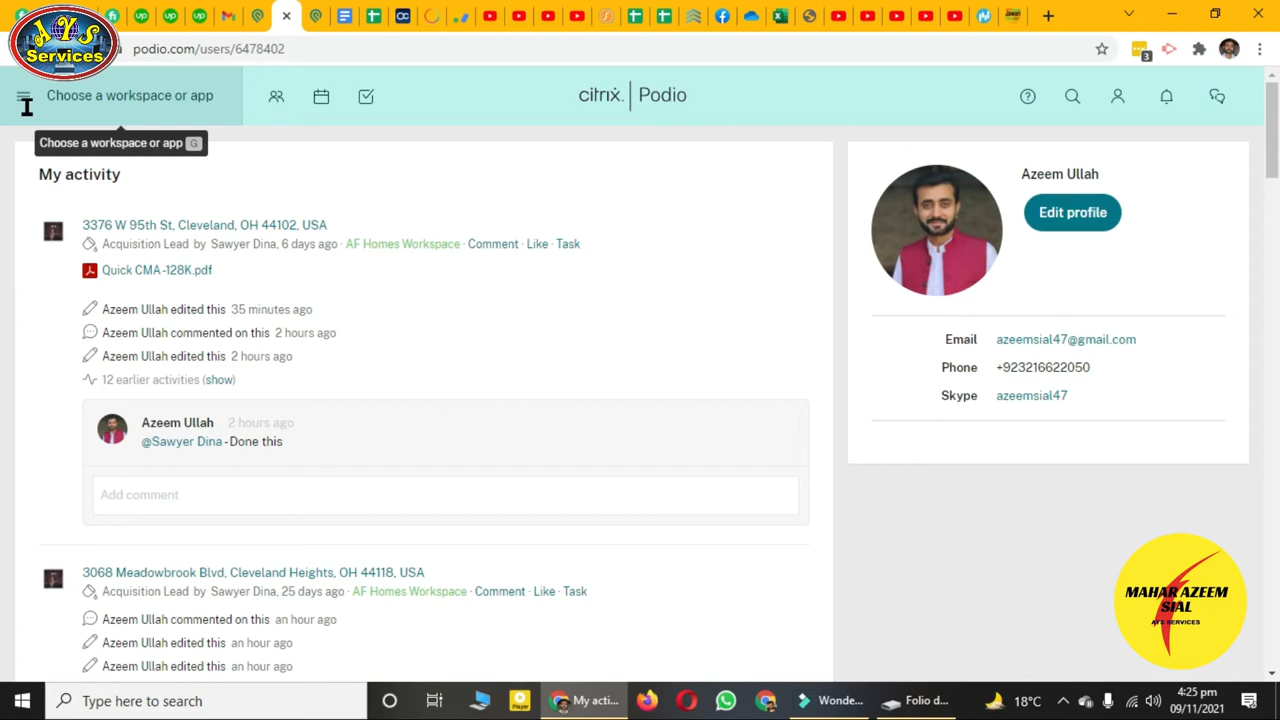 AYS
Services
podio.com/users/6478402
3
Choose a workspace or app
citrix. | Podio
Choose a workspace or app G
My activity
3376 W 95th St, Cleveland, OH 44102, USA
Acquisition Lead by Sawyer Dina, 6 days ago · AF Homes Workspace · Comment · Like · Task
Quick CMA-128K.pdf
Azeem Ullah edited this 35 minutes ago
Azeem Ullah commented on this 2 hours ago
Azeem Ullah edited this 2 hours ago
12 earlier activities (show)
Azeem Ullah 2 hours ago
@Sawyer Dina - Done this
Add comment
3068 Meadowbrook Blvd, Cleveland Heights, OH 44118, USA
Acquisition Lead by Sawyer Dina, 25 days ago · AF Homes Workspace · Comment · Like · Task
Azeem Ullah commented on this an hour ago
Azeem Ullah edited this an hour ago
Azeem Ullah edited this an hour ago
Azeem Ullah
Edit profile
Email azeemsial47@gmail.com
Phone +923216622050
Skype azeemsial47
MAHAR AZEEM
SIAL
AYS SERVICES
Type here to search
Player
My acti...
Wonde...
Folio d...
18°C
4:25 pm
09/11/2021